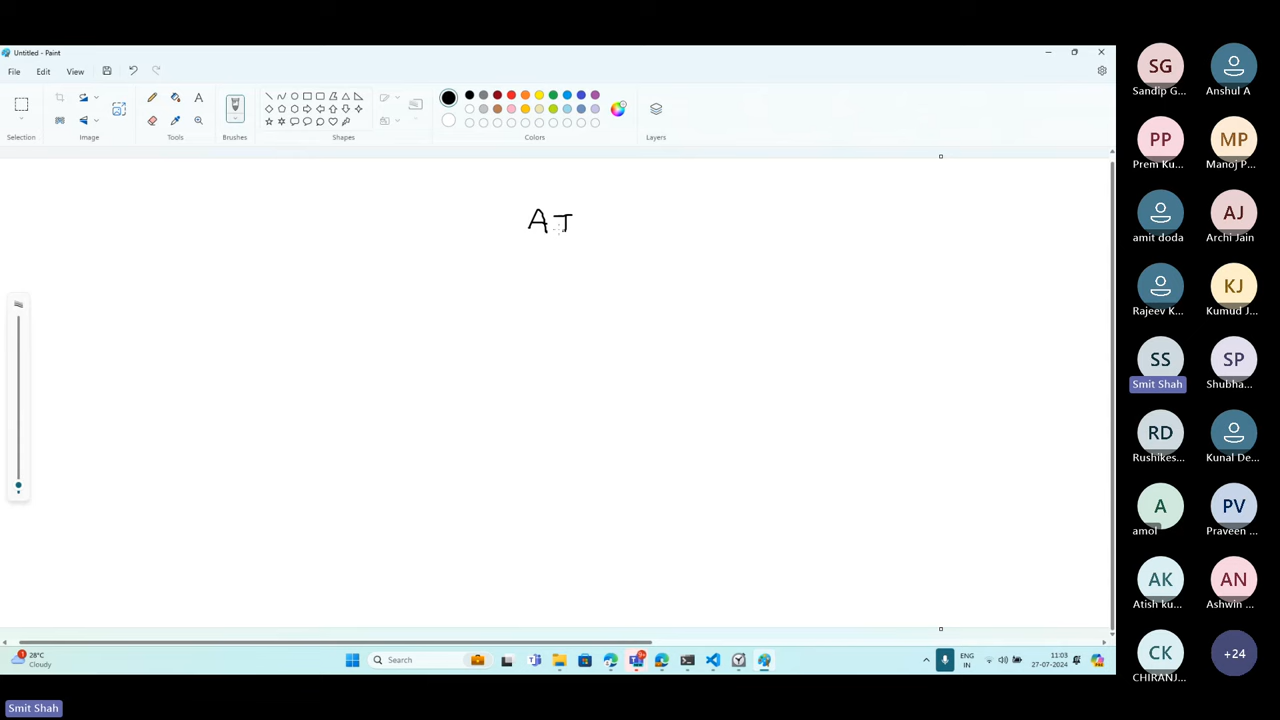 Untitled - Paint
File Edit View
Selection Image Tools Brushes Shapes Colors Layers
A
AJ
SG
Sandip G...
Anshul A
PP
Prem Ku...
MP
Manoj P...
amit doda
AJ
Archi Jain
Rajeev K...
KJ
Kumud J...
SS
Smit Shah
SP
Shubha...
RD
Rushikes...
Kunal De...
A
amol
PV
Praveen ...
AK
Atish ku...
AN
Ashwin ...
CK
CHIRANJ...
+24
1
28°C
Cloudy
Search
9+
ENG
IN
11:03
27-07-2024
Smit Shah